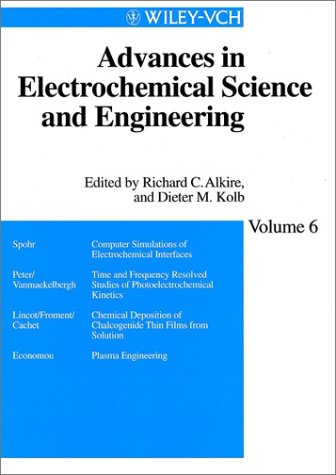 WILEY-VCH
Advances in
Electrochemical Science
and Engineering
Edited by Richard C. Alkire,
and Dieter M. Kolb
Volume 6
Spohr Computer Simulations of
Electrochemical Interfaces
Peter/ Time and Frequency Resolved
Vanmaekelbergh Studies of Photoelectrochemical
Kinetics
Lincot/Froment/ Chemical Deposition of
Cachet Chalcogenide Thin Films from
Solution
Economou Plasma Engineering